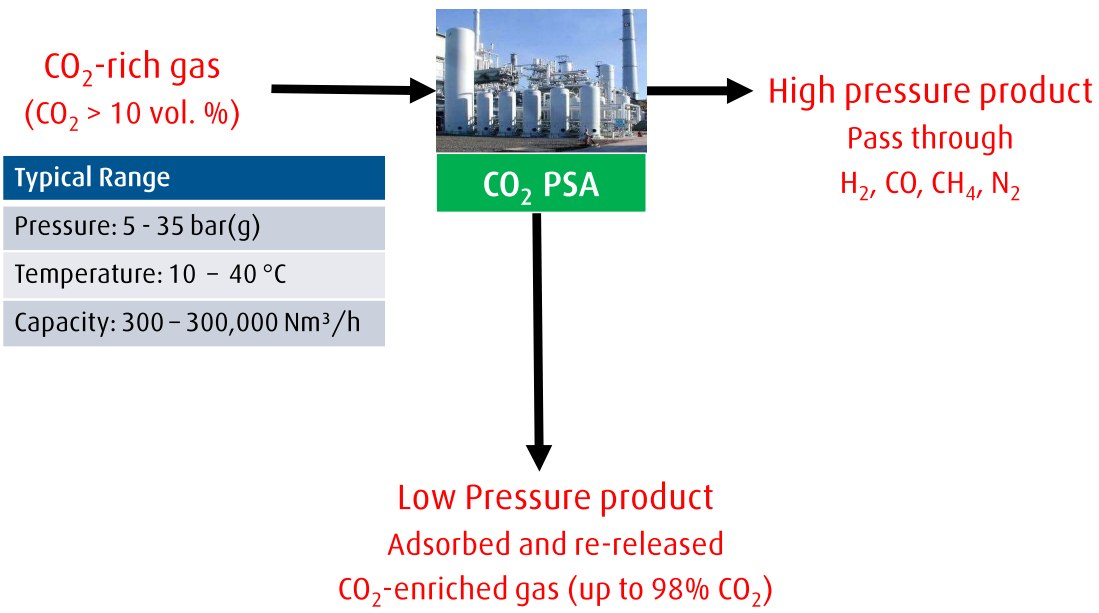 CO₂-rich gas
(CO₂ > 10 vol. %)
Typical Range
Pressure: 5 - 35 bar(g)
Temperature: 10 – 40 °C
Capacity: 300 – 300,000 Nm³/h
CO₂ PSA
High pressure product
Pass through
H₂, CO, CH₄, N₂
Low Pressure product
Adsorbed and re-released
CO₂-enriched gas (up to 98% CO₂)